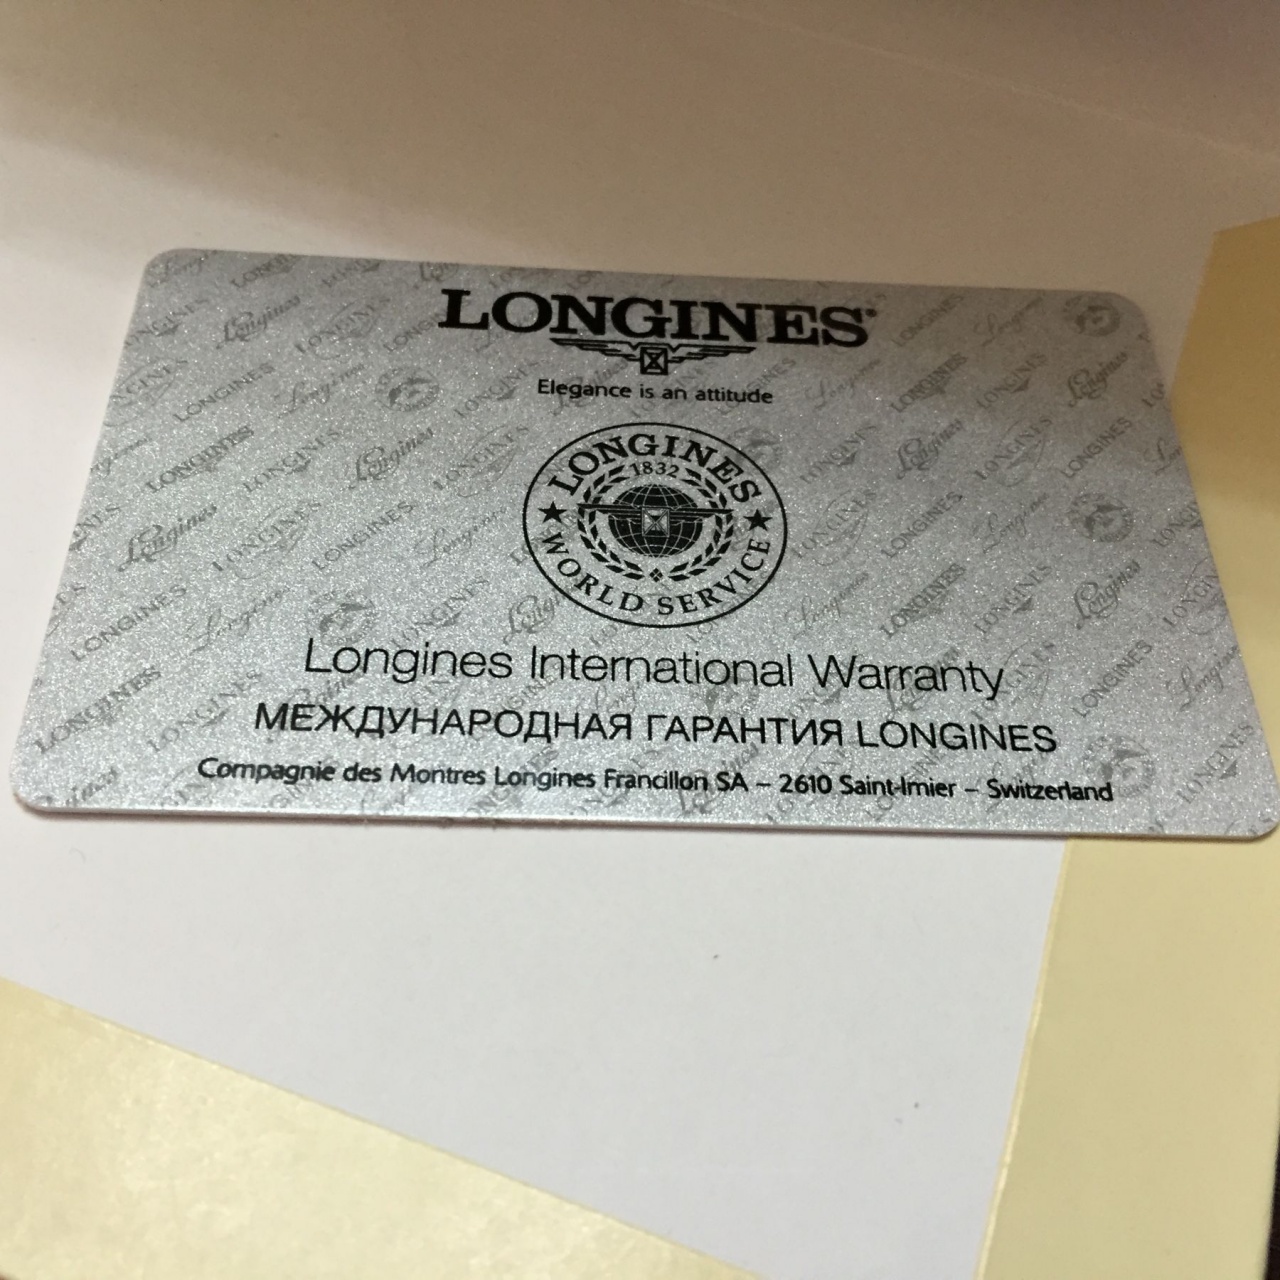 LONGINES
Elegance is an attitude
LONGINES
1832
WORLD SERVICE
Longines International Warranty
МЕЖДУНАРОДНАЯ ГАРАНТИЯ LONGINES
Compagnie des Montres Longines Francillon SA – 2610 Saint-Imier – Switzerland